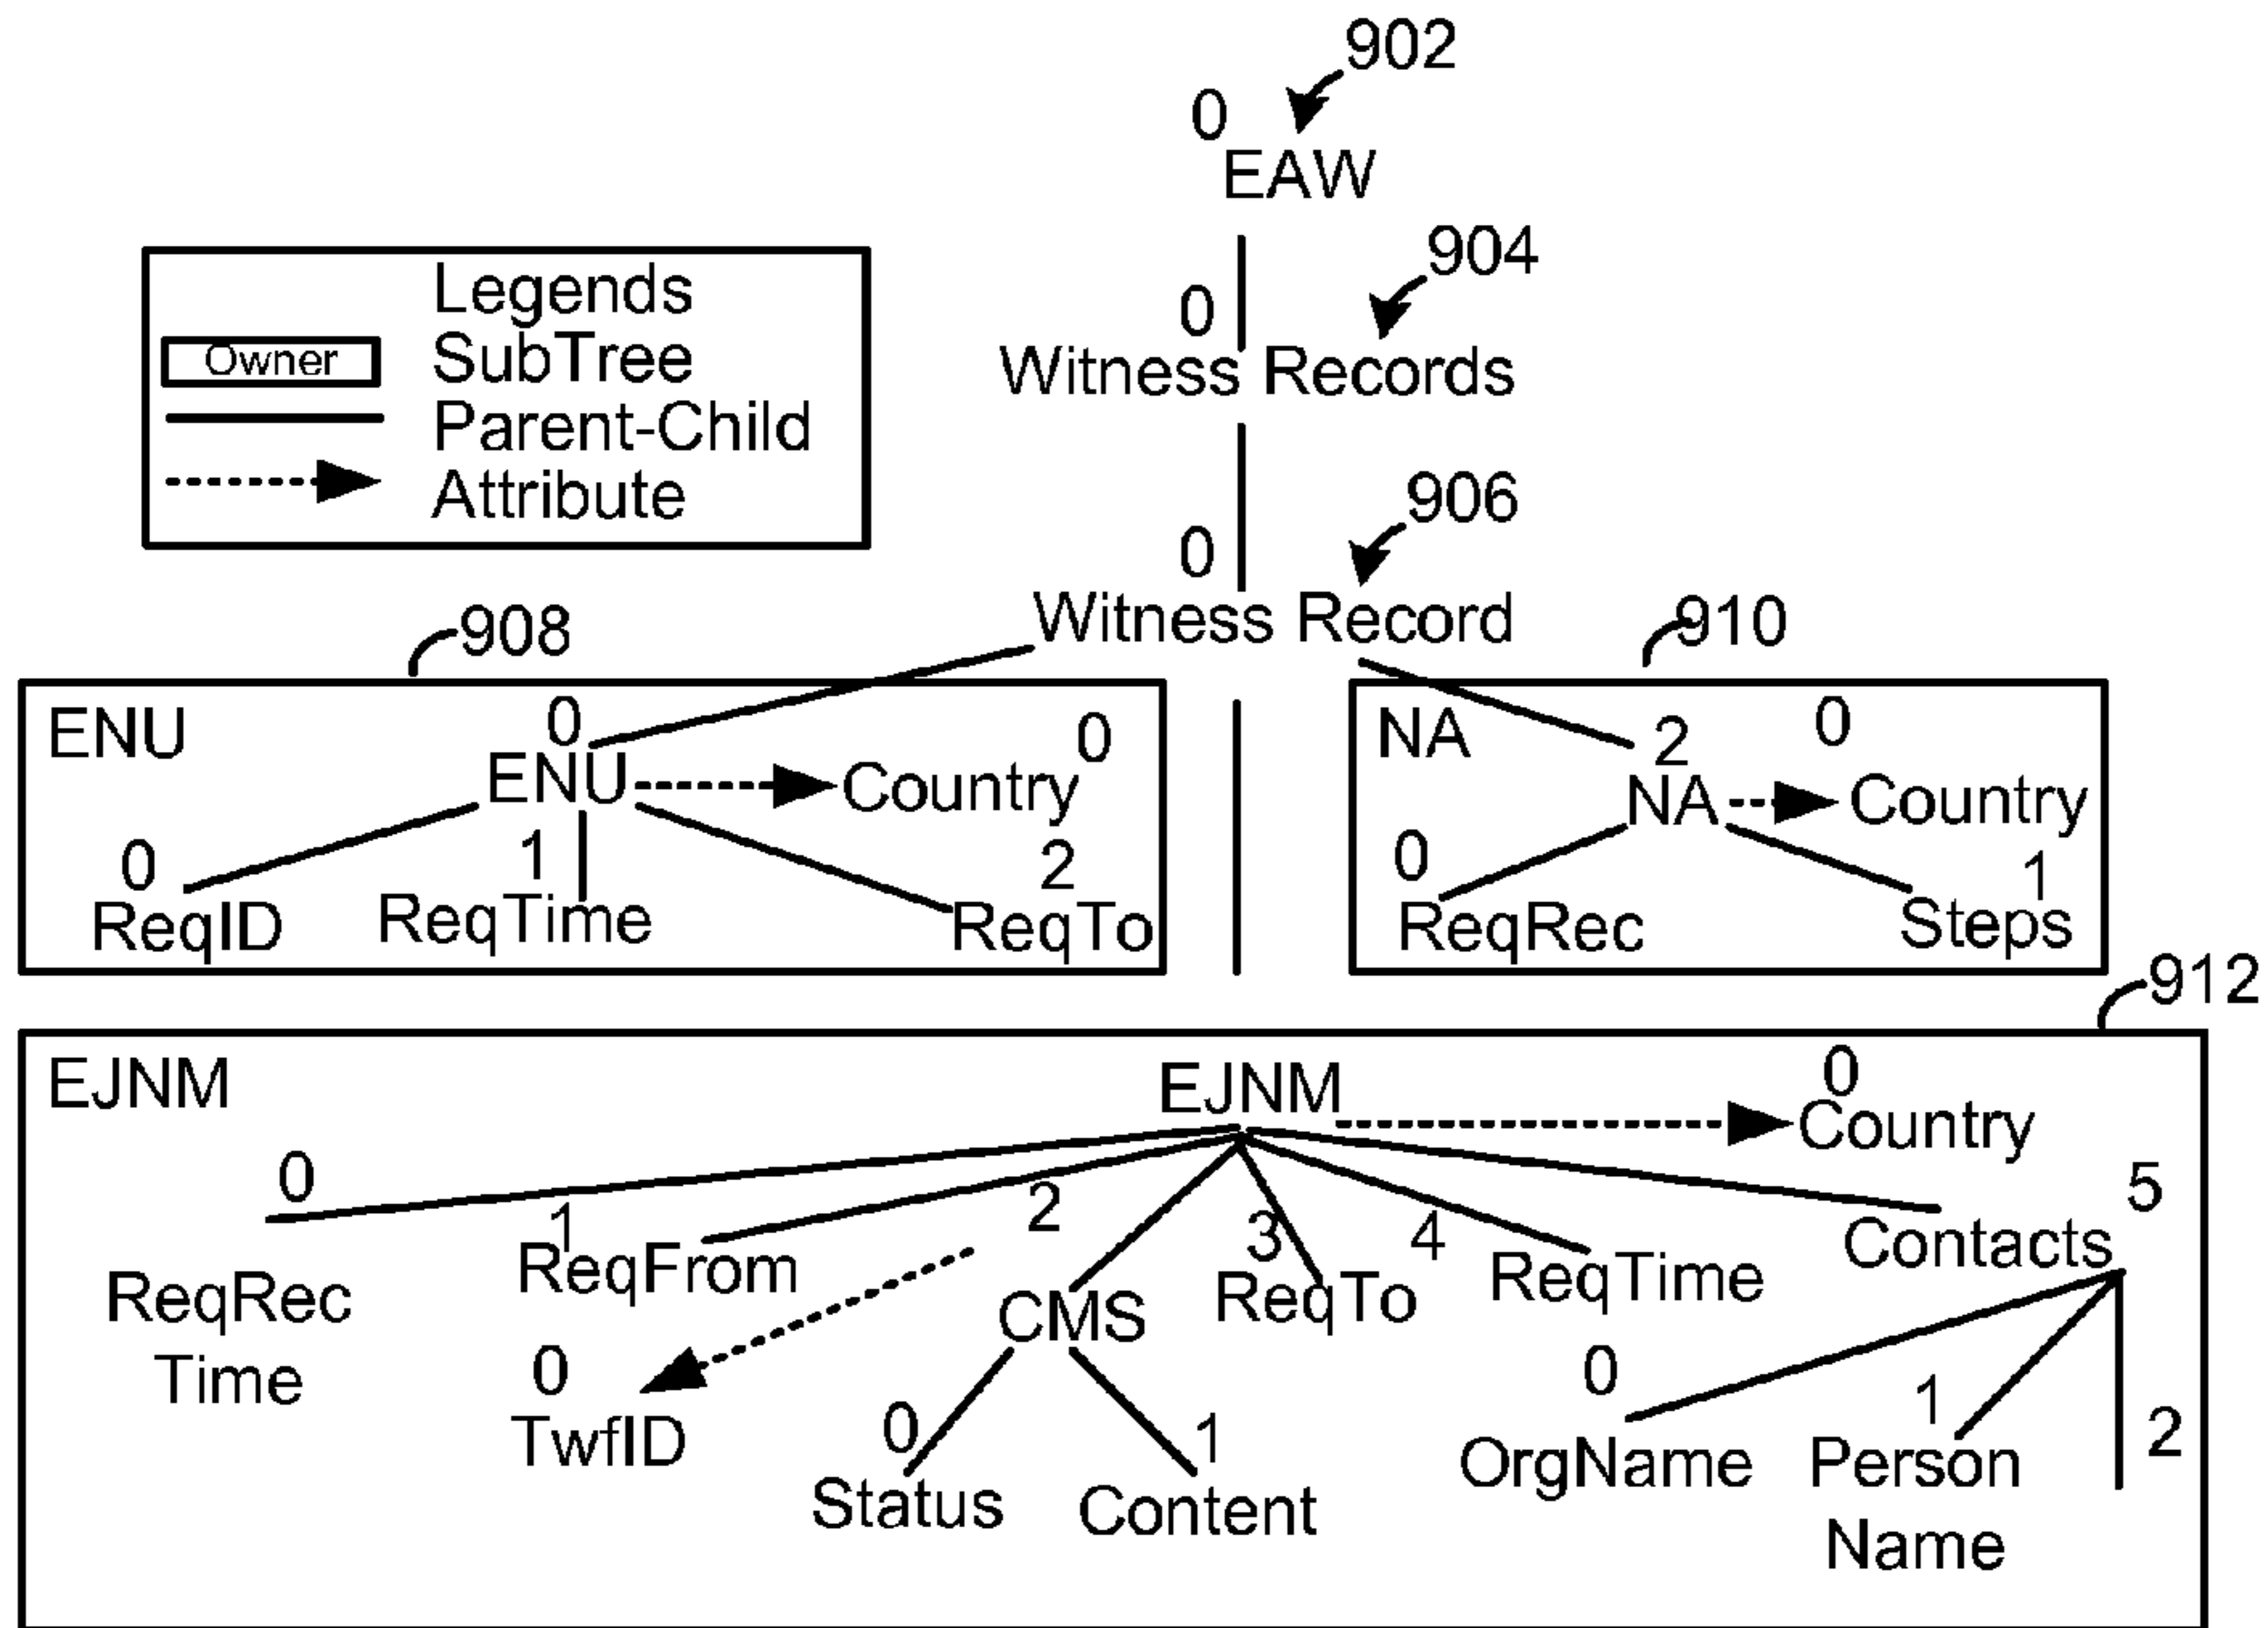 902
0
EAW
904
0
Witness Records
Legends
Owner SubTree
Parent-Child
Attribute
906
0
Witness Record
908
910
ENU
0
0
ENU
Country
0
1
2
ReqID
ReqTime
ReqTo
NA
2
0
NA
Country
0
1
ReqRec
Steps
912
EJNM
EJNM
0
Country
0
1
2
3
4
5
ReqRec
Time
ReqFrom
CMS
ReqTo
ReqTime
Contacts
0
TwfID
0
1
Status
Content
0
1
2
OrgName
Person
Name